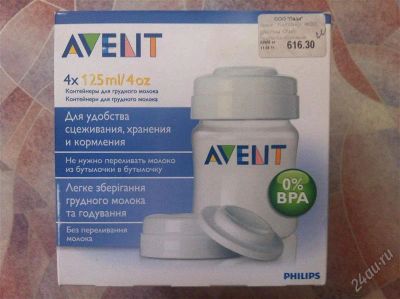 ООО
616.30
AVENT
4x 125ml/4oz
Контейнеры для грудного молока
Контейнери для грудного молока
Для удобства
сцеживания, хранения
и кормления
Не нужно переливать молоко
из бутылочки в бутылочку
Легке зберігання
грудного молока
та годування
Без переливання
молока
AVENT
0%
BPA
PHILIPS
24au.ru